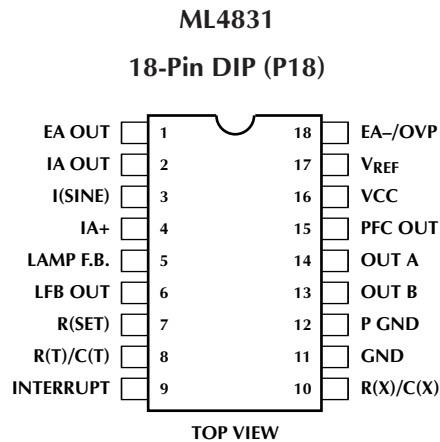 ML4831
18-Pin DIP (P18)
EA OUT 1 18 EA–/OVP
IA OUT 2 17 VREF
I(SINE) 3 16 VCC
IA+ 4 15 PFC OUT
LAMP F.B. 5 14 OUT A
LFB OUT 6 13 OUT B
R(SET) 7 12 P GND
R(T)/C(T) 8 11 GND
INTERRUPT 9 10 R(X)/C(X)
TOP VIEW